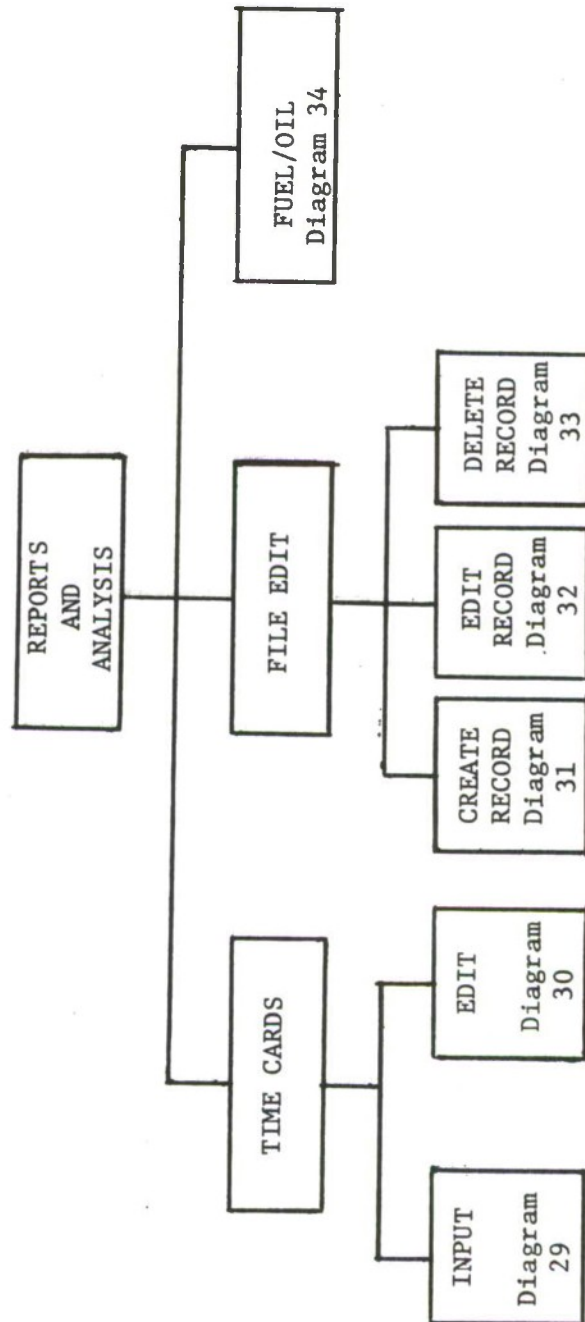 REPORTS
AND
ANALYSIS
TIME CARDS
FILE EDIT
FUEL/OIL
Diagram 34
INPUT
Diagram
29
EDIT
Diagram
30
CREATE
RECORD
Diagram
31
EDIT
RECORD
Diagram
32
DELETE
RECORD
Diagram
33